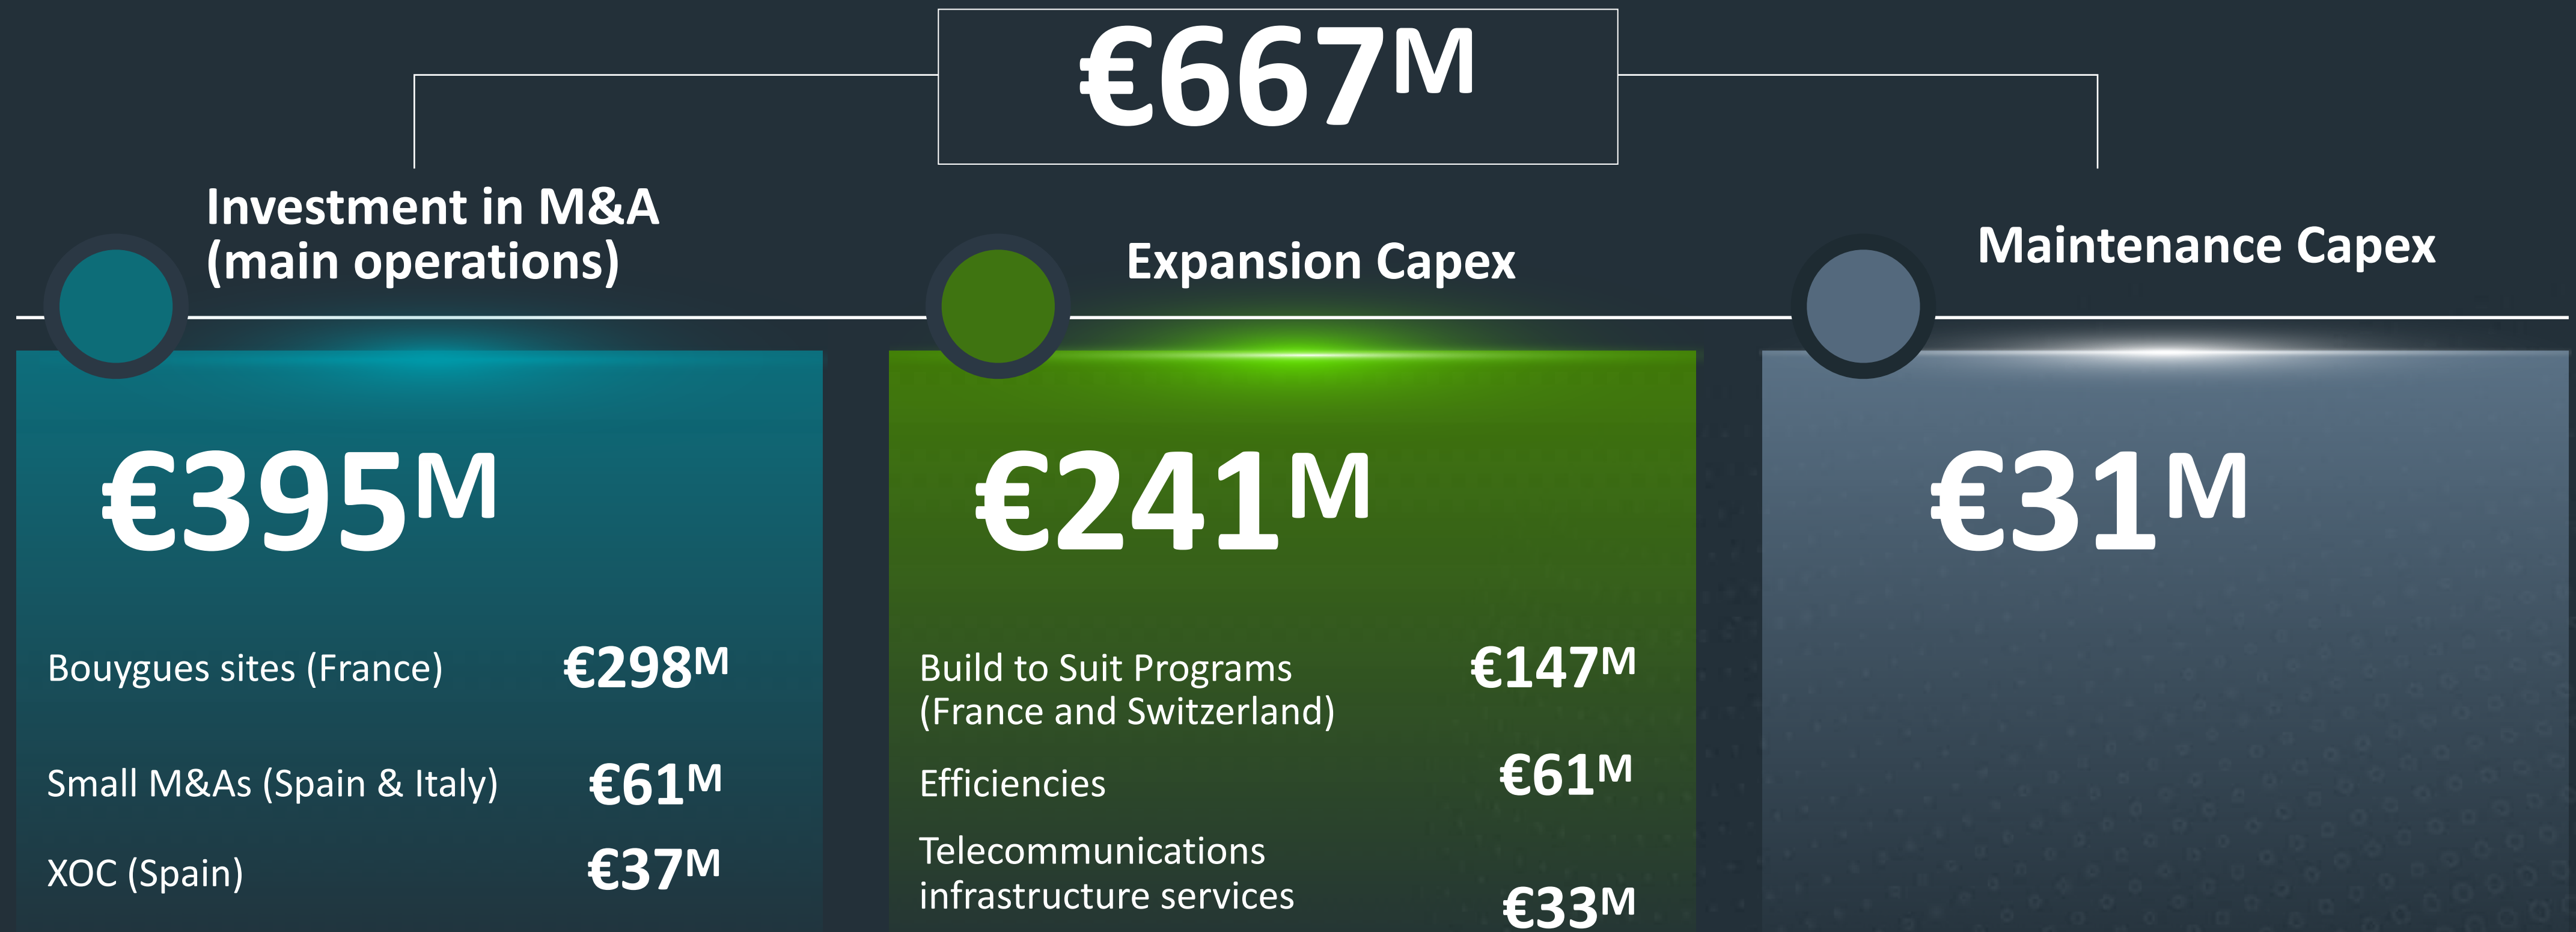 €667M
Investment in M&A
(main operations)
Expansion Capex
Maintenance Capex
€395M
€241M
€31M
Bouygues sites (France) €298M
Small M&As (Spain & Italy) €61M
XOC (Spain) €37M
Build to Suit Programs €147M
(France and Switzerland)
Efficiencies €61M
Telecommunications
infrastructure services €33M